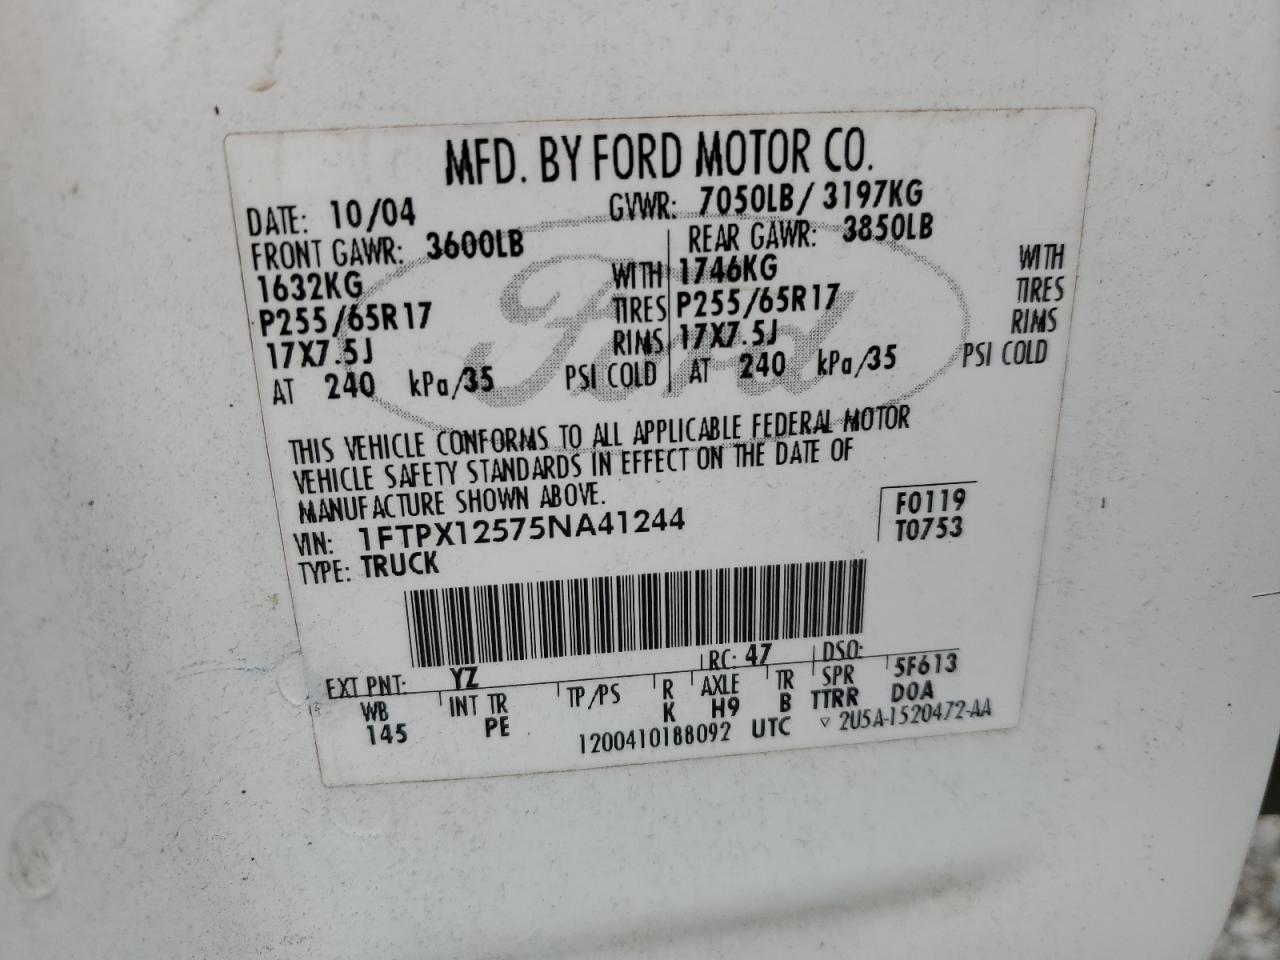 MFD. BY FORD MOTOR CO.
DATE: 10/04 GVWR: 7050LB/ 3197KG
FRONT GAWR: 3600LB REAR GAWR: 3850LB
1632KG WITH 1746KG WITH
P255/65R17 TIRES P255/65R17 TIRES
17X7.5J RIMS 17X7.5J RIMS
AT 240 kPa/35 PSI COLD AT 240 kPa/35 PSI COLD
Ford
THIS VEHICLE CONFORMS TO ALL APPLICABLE FEDERAL MOTOR
VEHICLE SAFETY STANDARDS IN EFFECT ON THE DATE OF
MANUFACTURE SHOWN ABOVE.
VIN: 1FTPX12575NA41244 F0119
TYPE: TRUCK T0753
EXT PNT: YZ RC: 47 DSO:
WB INT TR TP/PS R AXLE TR SPR 5F613
145 PE K H9 B TTRR DOA
1200410188092 UTC ▽ 2U5A-1520472-AA